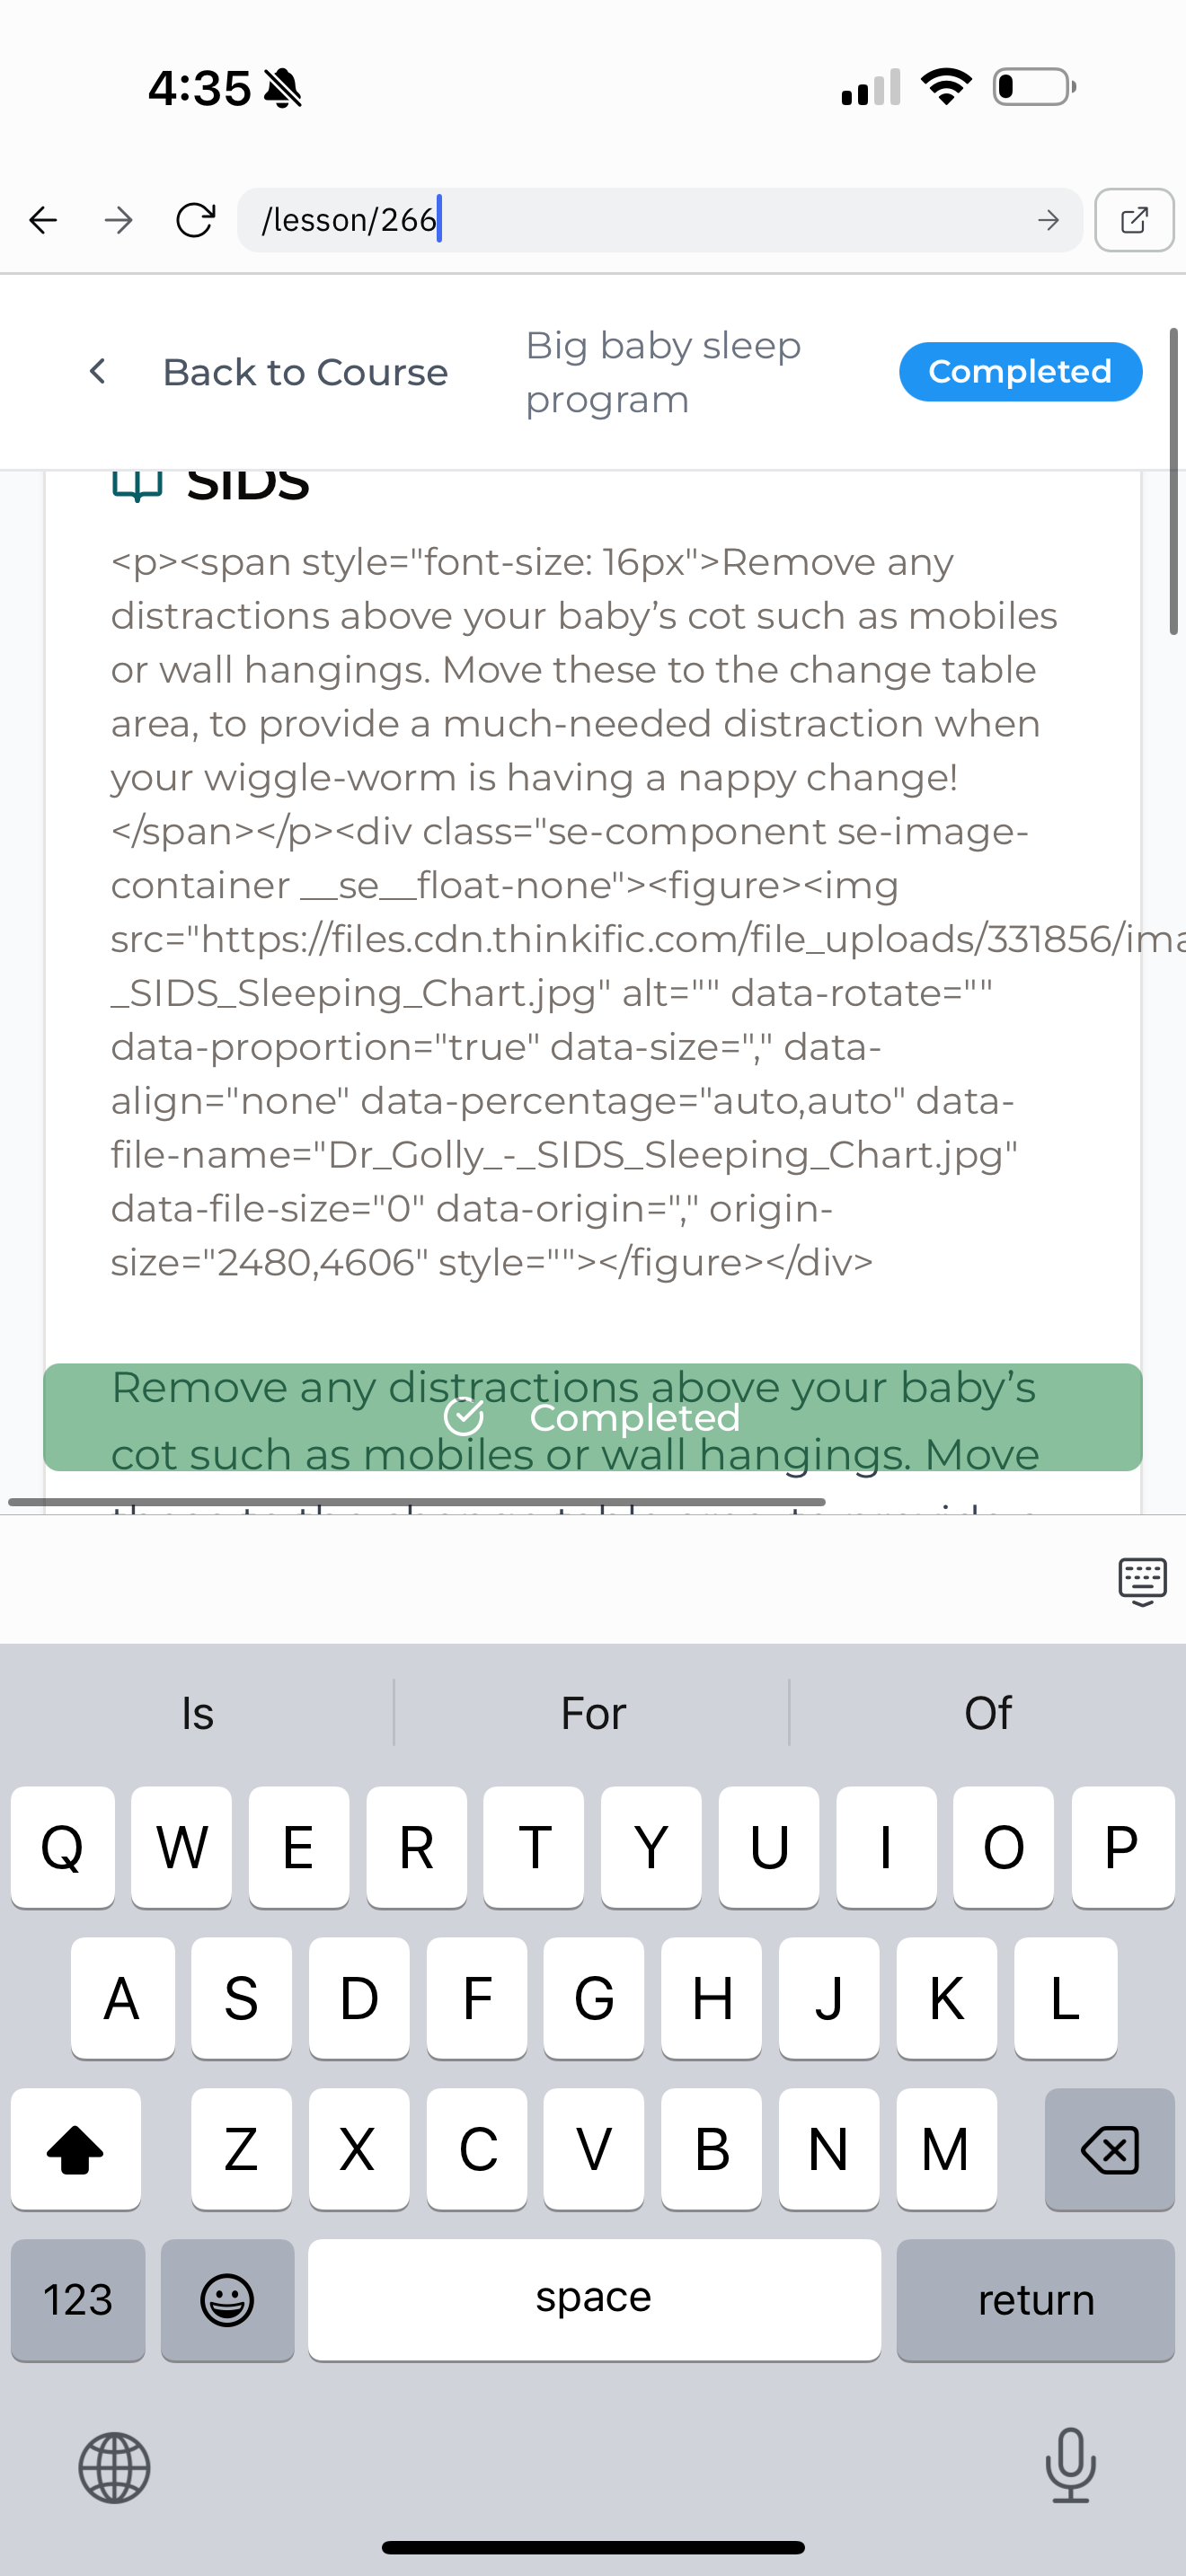 4:35
/lesson/266
Back to Course
Big baby sleep
program
Completed
SIDS
<p><span style="font-size: 16px">Remove any
distractions above your baby’s cot such as mobiles
or wall hangings. Move these to the change table
area, to provide a much-needed distraction when
your wiggle-worm is having a nappy change!
</span></p><div class="se-component se-image-
container __se__float-none"><figure><img
src="https://files.cdn.thinkific.com/file_uploads/331856/ima
_SIDS_Sleeping_Chart.jpg" alt="" data-rotate=""
data-proportion="true" data-size="," data-
align="none" data-percentage="auto,auto" data-
file-name="Dr_Golly_-_SIDS_Sleeping_Chart.jpg"
data-file-size="0" data-origin="," origin-
size="2480,4606" style=""></figure></div>
Remove any distractions above your baby’s
Completed
cot such as mobiles or wall hangings. Move
Is For Of
Q W E R T Y U I O P
A S D F G H J K L
Z X C V B N M
123 space return